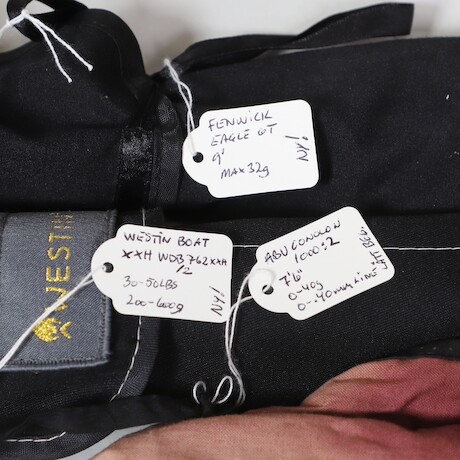 FENWICK
EAGLE GT
9'
MAX 32g
NY!
WESTIN
WESTIN BOAT
XXH WDB762XXH
/2
30-50LBS
200-600g
NY!
ABU CONOLON
1000:2
7'6"
0-40g